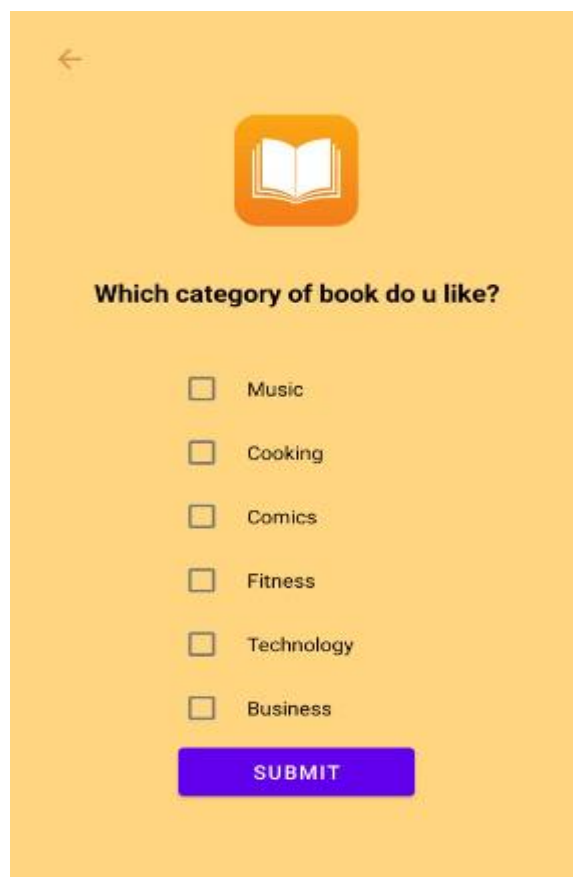 Which category of book do u like?
Music
Cooking
Comics
Fitness
Technology
Business
SUBMIT